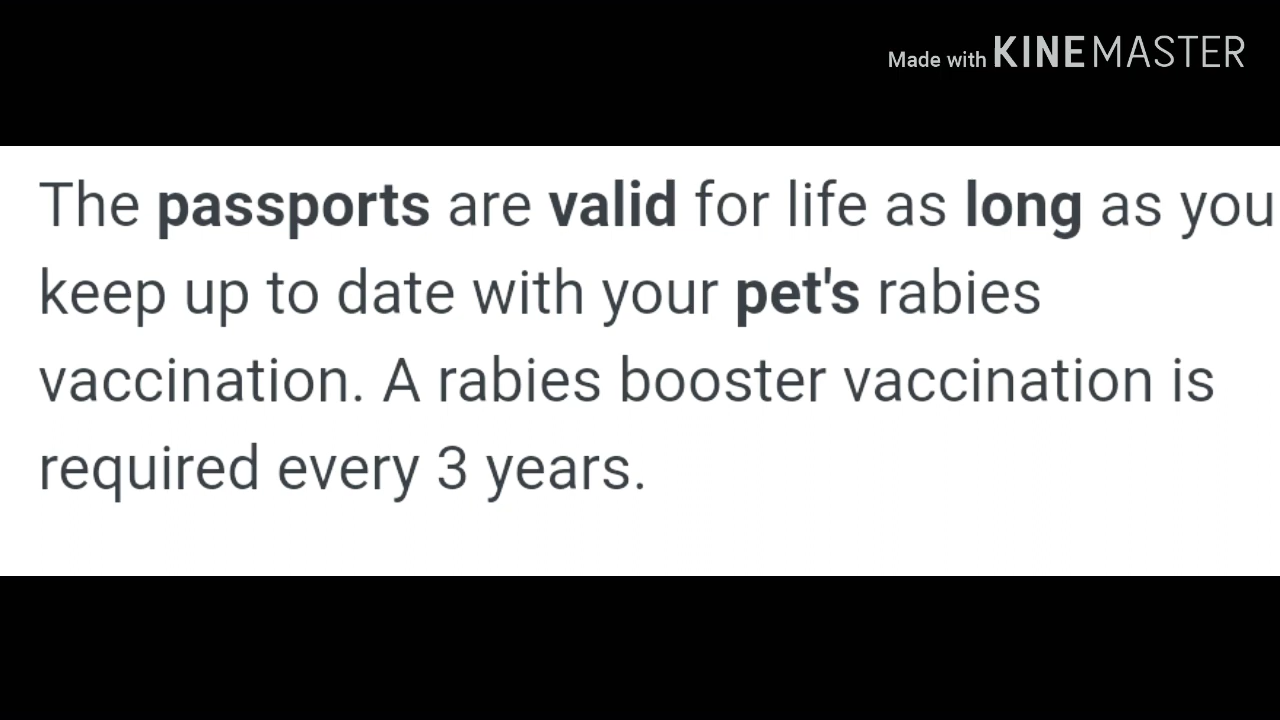 Made with KINEMASTER
The passports are valid for life as long as you
keep up to date with your pet's rabies
vaccination. A rabies booster vaccination is
required every 3 years.